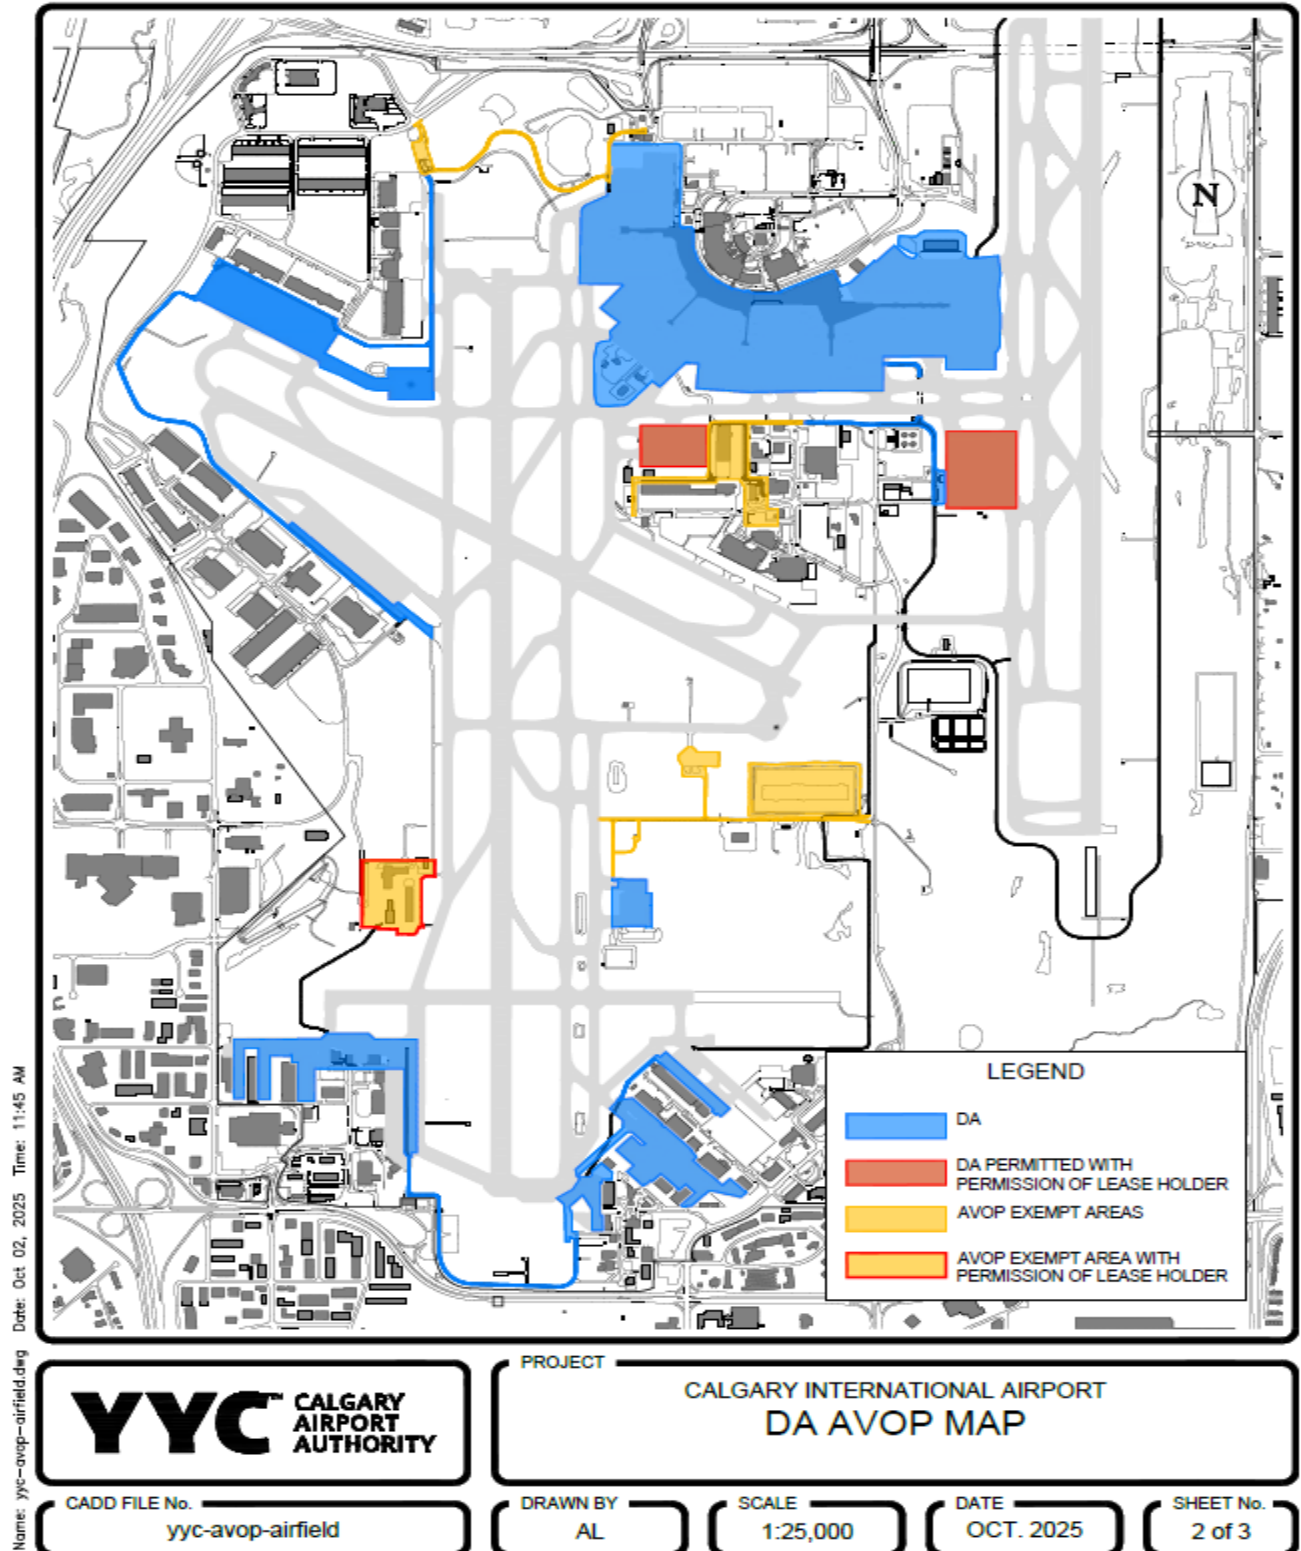 N
LEGEND
DA
DA PERMITTED WITH
PERMISSION OF LEASE HOLDER
AVOP EXEMPT AREAS
AVOP EXEMPT AREA WITH
PERMISSION OF LEASE HOLDER
Name: yyc-avop-airfield.dwg Date: Oct 02, 2025 Time: 11:45 AM
YYC™ CALGARY
AIRPORT
AUTHORITY
PROJECT
CALGARY INTERNATIONAL AIRPORT
DA AVOP MAP
CADD FILE No.
yyc-avop-airfield
DRAWN BY
AL
SCALE
1:25,000
DATE
OCT. 2025
SHEET No.
2 of 3